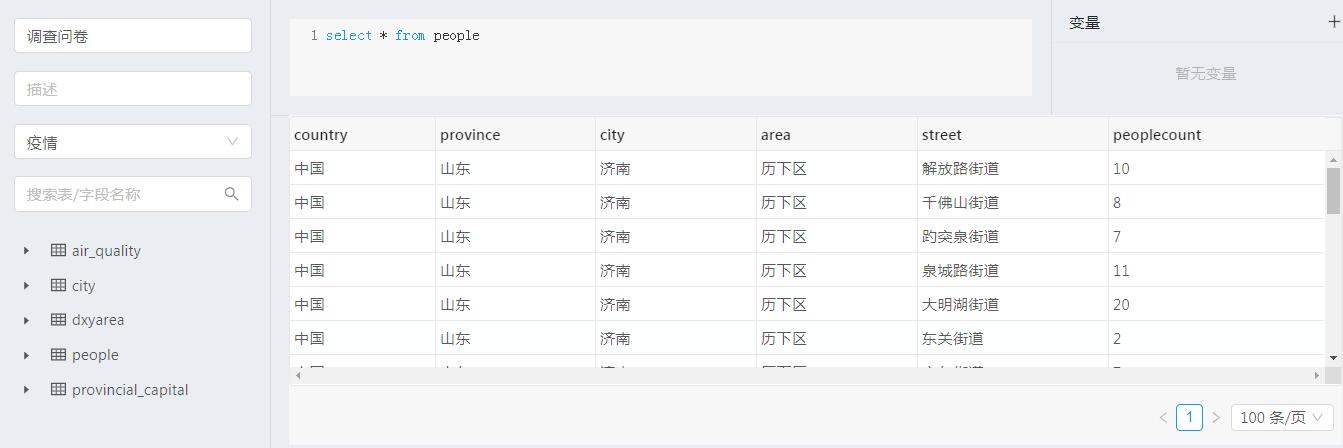 调查问卷
描述
疫情
搜索表/字段名称
air_quality
city
dxyarea
people
provincial_capital
1 select * from people
变量 +
暂无变量
country province city area street peoplecount
中国 山东 济南 历下区 解放路街道 10
中国 山东 济南 历下区 千佛山街道 8
中国 山东 济南 历下区 趵突泉街道 7
中国 山东 济南 历下区 泉城路街道 11
中国 山东 济南 历下区 大明湖街道 20
中国 山东 济南 历下区 东关街道 2
< 1 > 100 条/页